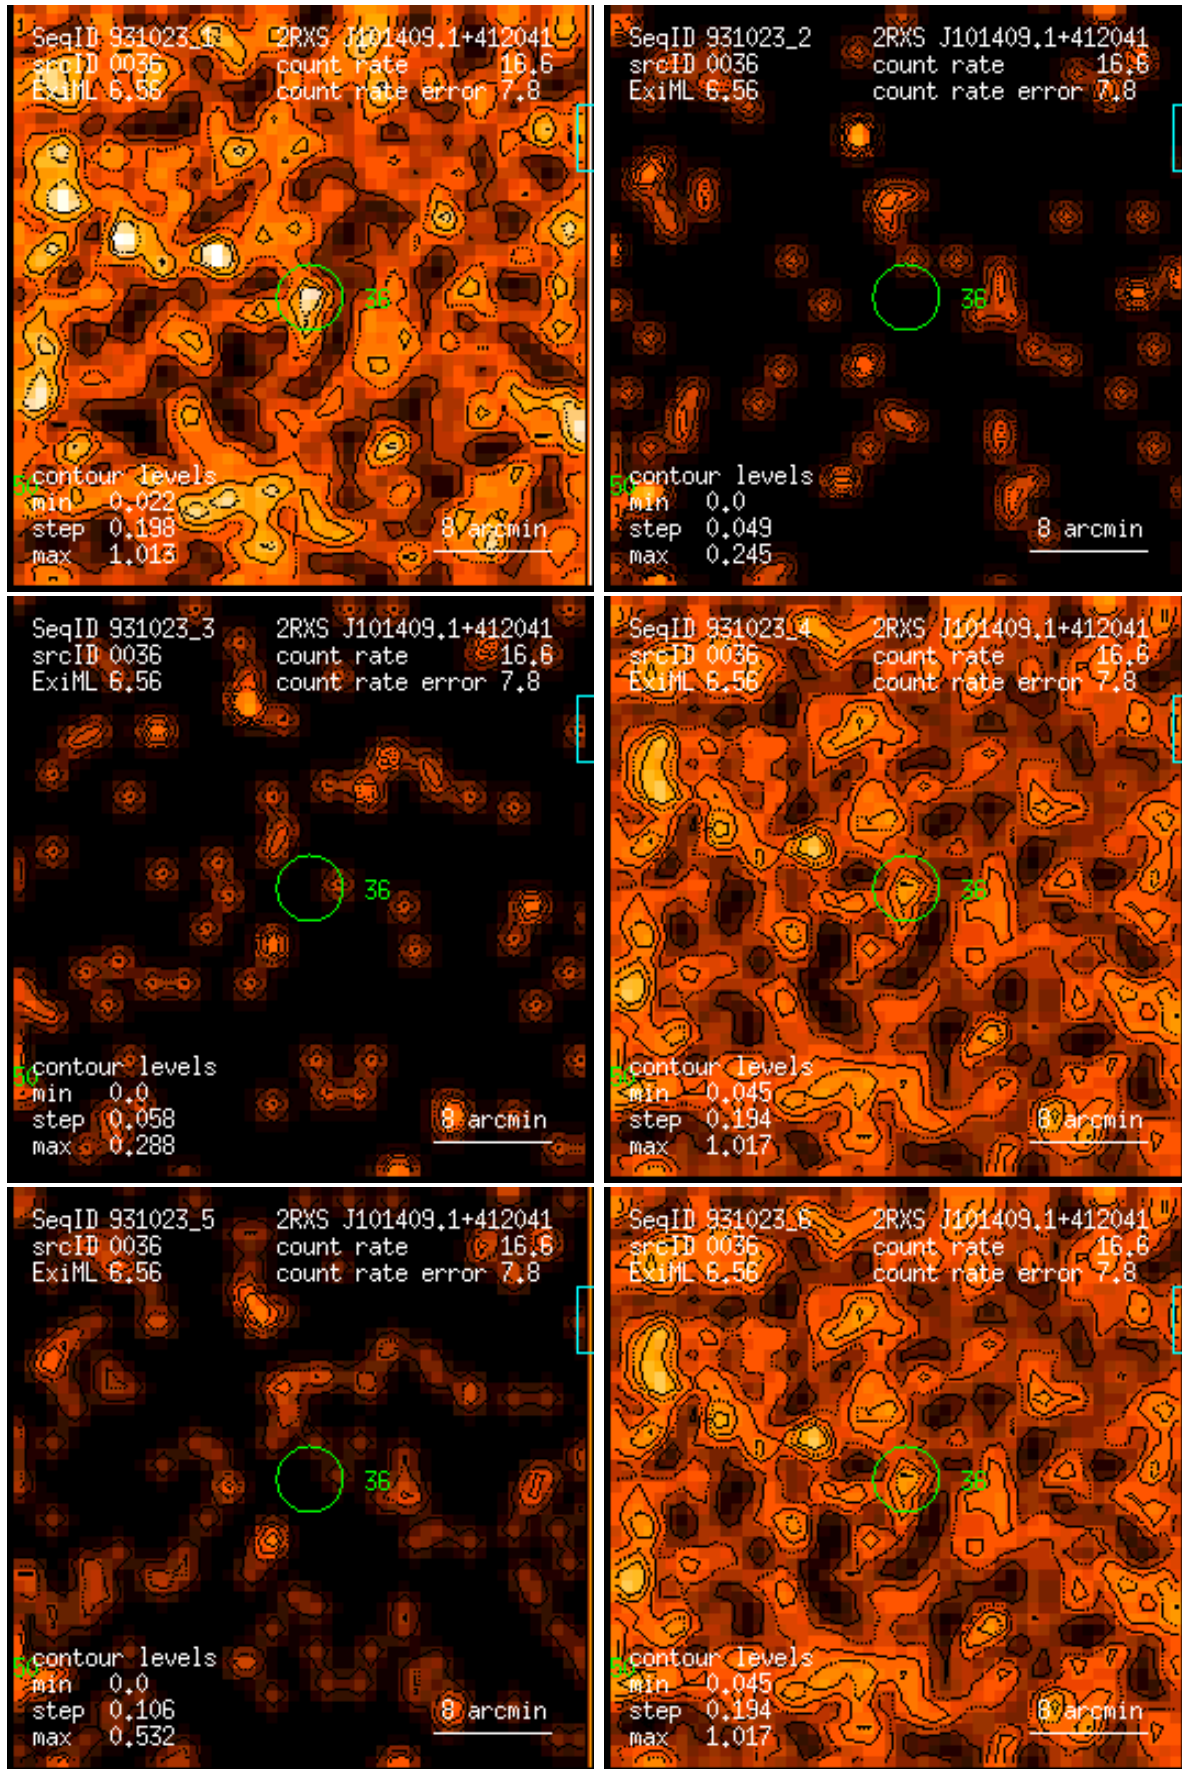 SeqID 931023_1 2RXS J101409.1+412041
srcID 0036 count rate 16.6
ExiML 6.56 count rate error 7.8
36
50
contour levels
min 0.022
step 0.198 8 arcmin
max 1.013
SeqID 931023_2 2RXS J101409.1+412041
srcID 0036 count rate 16.6
ExiML 6.56 count rate error 7.8
36
50
contour levels
min 0.0
step 0.049 8 arcmin
max 0.245
SeqID 931023_3 2RXS J101409.1+412041
srcID 0036 count rate 16.6
ExiML 6.56 count rate error 7.8
36
50
contour levels
min 0.0
step 0.058 8 arcmin
max 0.288
SeqID 931023_4 2RXS J101409.1+412041
srcID 0036 count rate 16.6
ExiML 6.56 count rate error 7.8
36
50
contour levels
min 0.045
step 0.194 8 arcmin
max 1.017
SeqID 931023_5 2RXS J101409.1+412041
srcID 0036 count rate 16.6
ExiML 6.56 count rate error 7.8
36
50
contour levels
min 0.0
step 0.106 8 arcmin
max 0.532
SeqID 931023_6 2RXS J101409.1+412041
srcID 0036 count rate 16.6
ExiML 6.56 count rate error 7.8
36
50
contour levels
min 0.045
step 0.194 8 arcmin
max 1.017